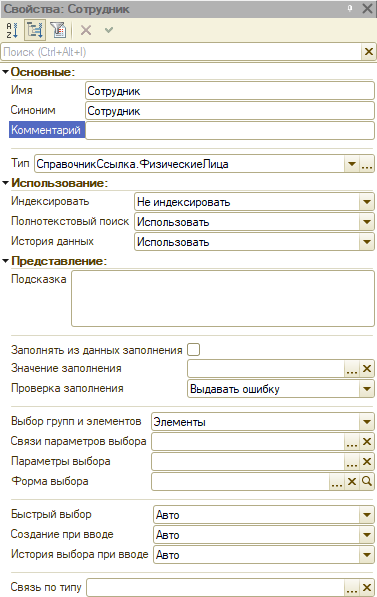 Свойства: Сотрудник
Поиск (Ctrl+Alt+I)
Основные:
Имя Сотрудник
Синоним Сотрудник
Комментарий
Тип СправочникСсылка.ФизическиеЛица
Использование:
Индексировать Не индексировать
Полнотекстовый поиск Использовать
История данных Использовать
Представление:
Подсказка
Заполнять из данных заполнения
Значение заполнения
Проверка заполнения Выдавать ошибку
Выбор групп и элементов Элементы
Связи параметров выбора
Параметры выбора
Форма выбора
Быстрый выбор Авто
Создание при вводе Авто
История выбора при вводе Авто
Связь по типу